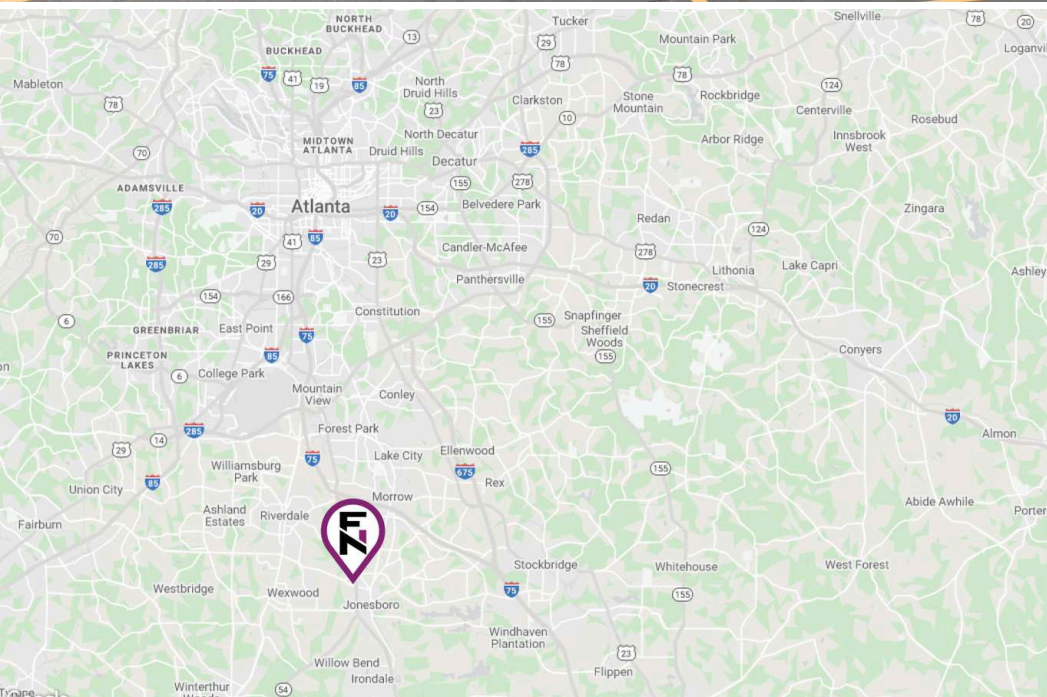 NORTH
BUCKHEAD
Tucker
Snellville
78
20
13
29
Mountain Park
BUCKHEAD
Loganvil
78
75
41
19
85
North
Druid Hills
78
124
Mableton
Clarkston
Stone
Mountain
Rockbridge
78
23
Centerville
10
Rosebud
North Decatur
Innsbrook
West
MIDTOWN
ATLANTA
Druid Hills
Arbor Ridge
70
285
Decatur
ADAMSVILLE
155
278
285
20
Atlanta
20
154
Belvedere Park
Zingara
Redan
124
70
41
85
Candler-McAfee
278
29
23
285
Lithonia
Lake Capri
Ashley
Panthersville
20
Stonecrest
154
166
Constitution
6
155
Snapfinger
GREENBRIAR
East Point
75
Sheffield
Woods
155
Conyers
PRINCETON
LAKES
85
6
College Park
Mountain
View
Conley
20
285
Forest Park
Almon
14
29
Lake City
Ellenwood
75
Williamsburg
Park
675
155
85
Rex
Union City
Morrow
Abide Awhile
Ashland
Estates
Riverdale
Porter
Fairburn
FN
Stockbridge
Whitehouse
West Forest
Westbridge
Wexwood
75
155
Jonesboro
Windhaven
Plantation
23
Willow Bend
Flippen
Irondale
Winterthur
54